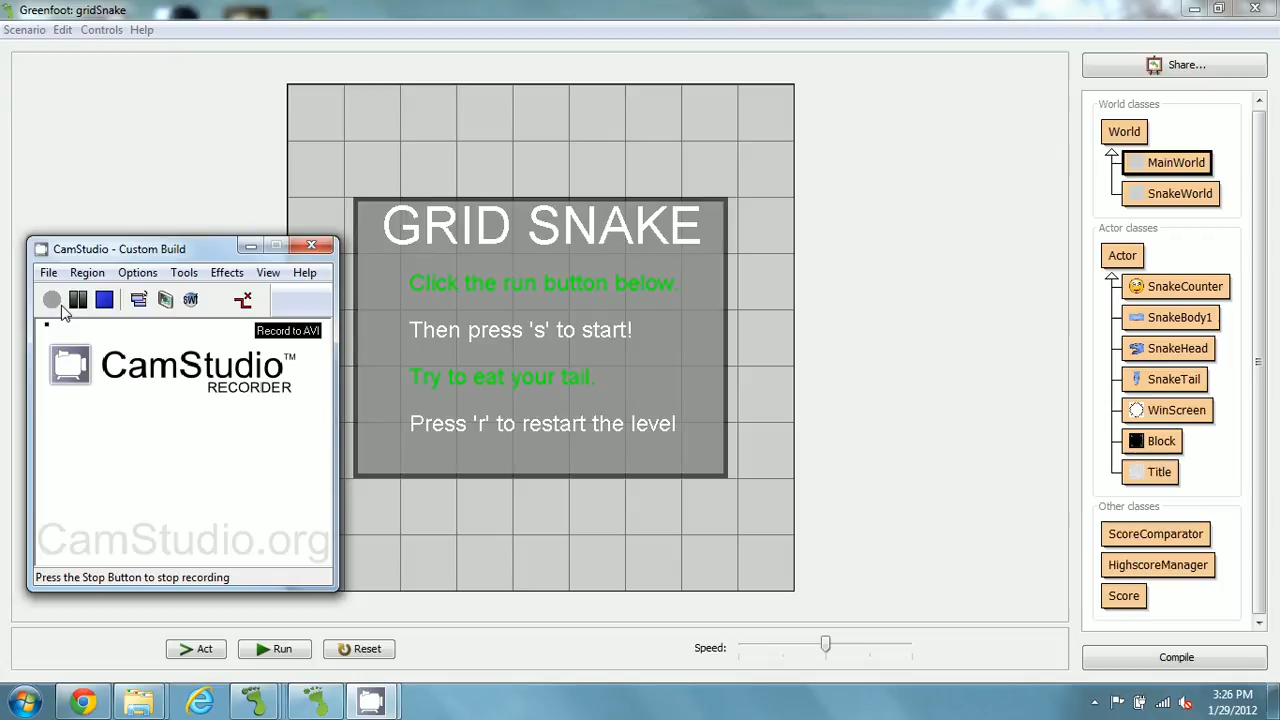 Greenfoot: gridSnake
Scenario Edit Controls Help
Share...
World classes
World
MainWorld
SnakeWorld
Actor classes
Actor
SnakeCounter
SnakeBody1
SnakeHead
SnakeTail
WinScreen
Block
Title
Other classes
ScoreComparator
HighscoreManager
Score
Compile
GRID SNAKE
Click the run button below.
Then press 's' to start!
Try to eat your tail.
Press 'r' to restart the level
CamStudio - Custom Build
File Region Options Tools Effects View Help
SWF
Record to AVI
CamStudio™
RECORDER
CamStudio.org
Press the Stop Button to stop recording
Act Run Reset Speed:
3:26 PM
1/29/2012